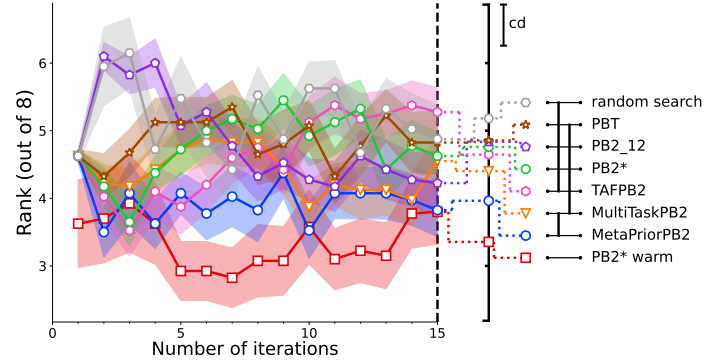 cd
6
5
4
3
Rank (out of 8)
0
5
10
15
Number of iterations
random search
PBT
PB2_12
PB2*
TAFPB2
MultiTaskPB2
MetaPriorPB2
PB2* warm